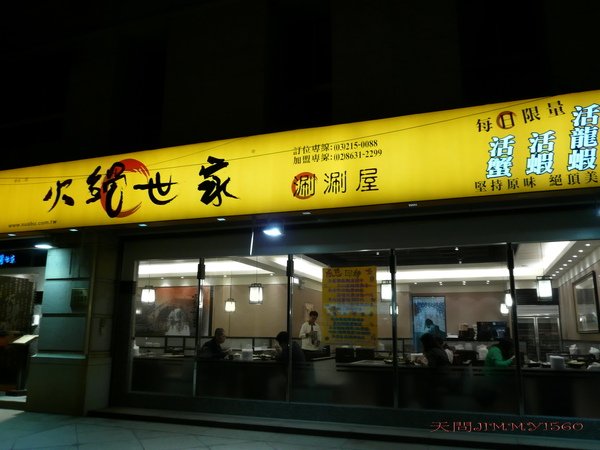 火鍋世家
訂位專線:(03)215-0088
加盟專線:(02)8631-2299
涮涮屋
每日限量
活蟹
活蝦
活龍蝦
堅持原味 絕頂美
天問JIMMY1560